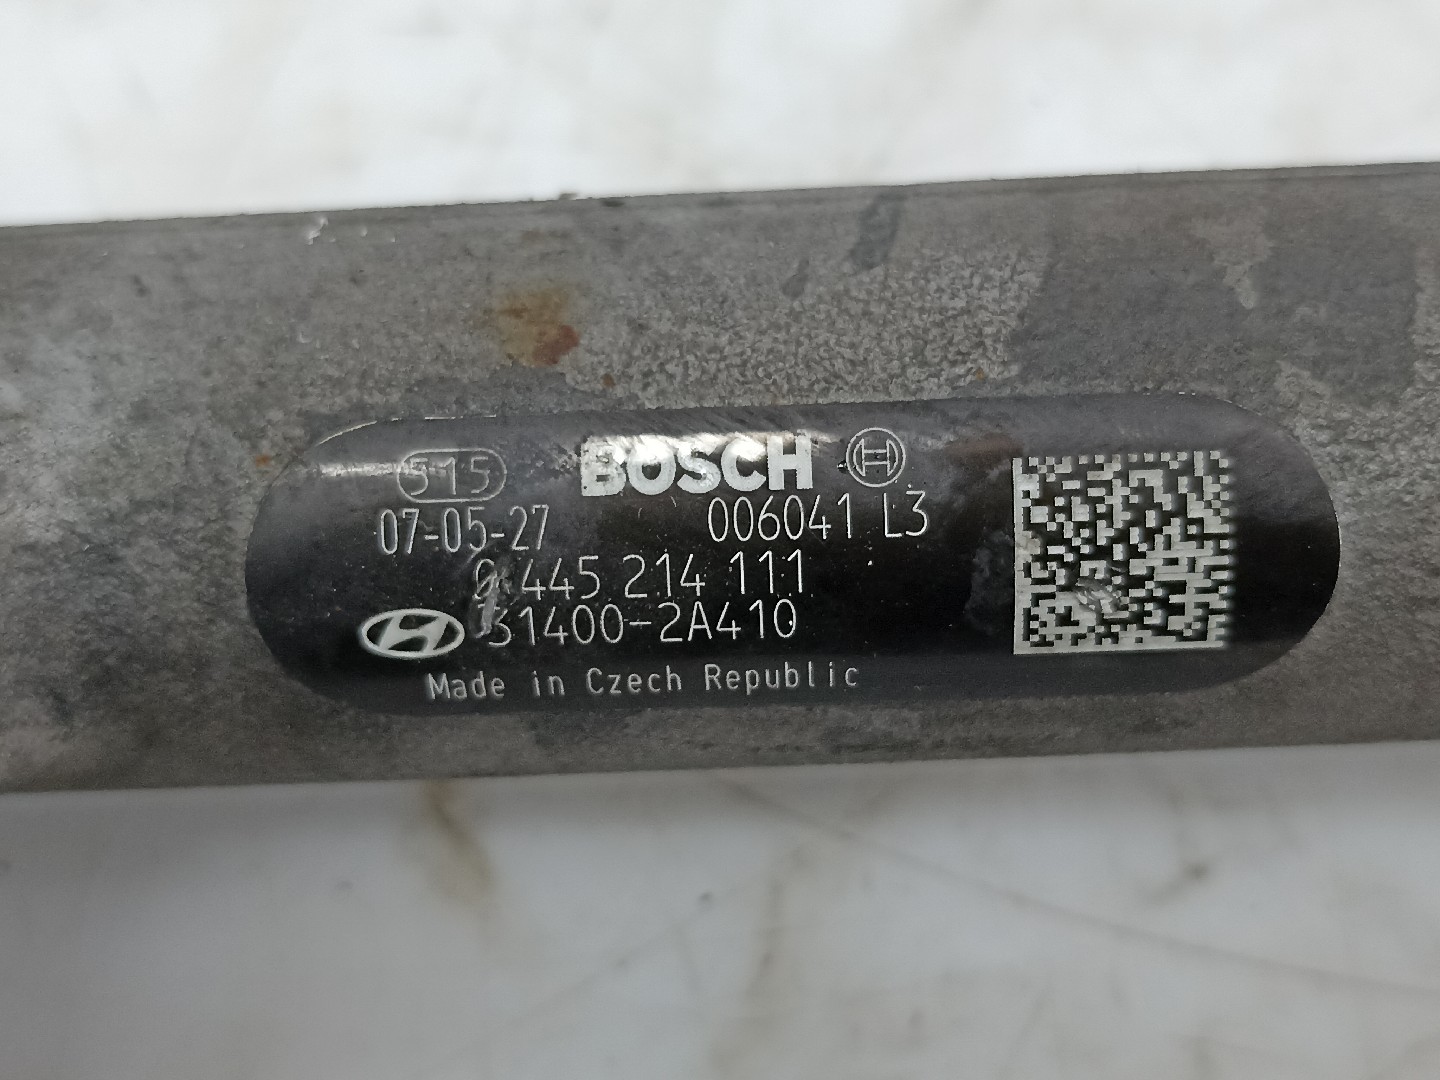 515 BOSCH
07-05-27 006041 L3
0 445 214 111
31400-2A410
Made in Czech Republic